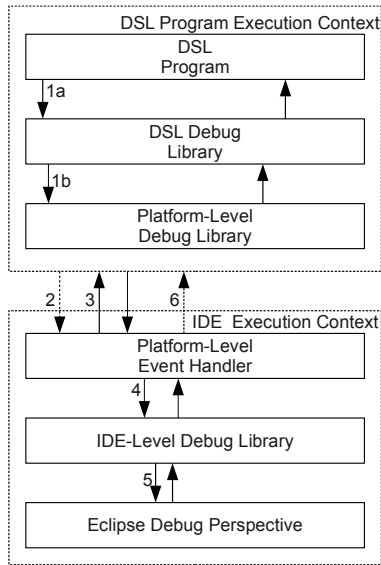 DSL Program Execution Context
DSL
Program
1a
DSL Debug
Library
1b
Platform-Level
Debug Library
2
3
6
IDE Execution Context
Platform-Level
Event Handler
4
IDE-Level Debug Library
5
Eclipse Debug Perspective